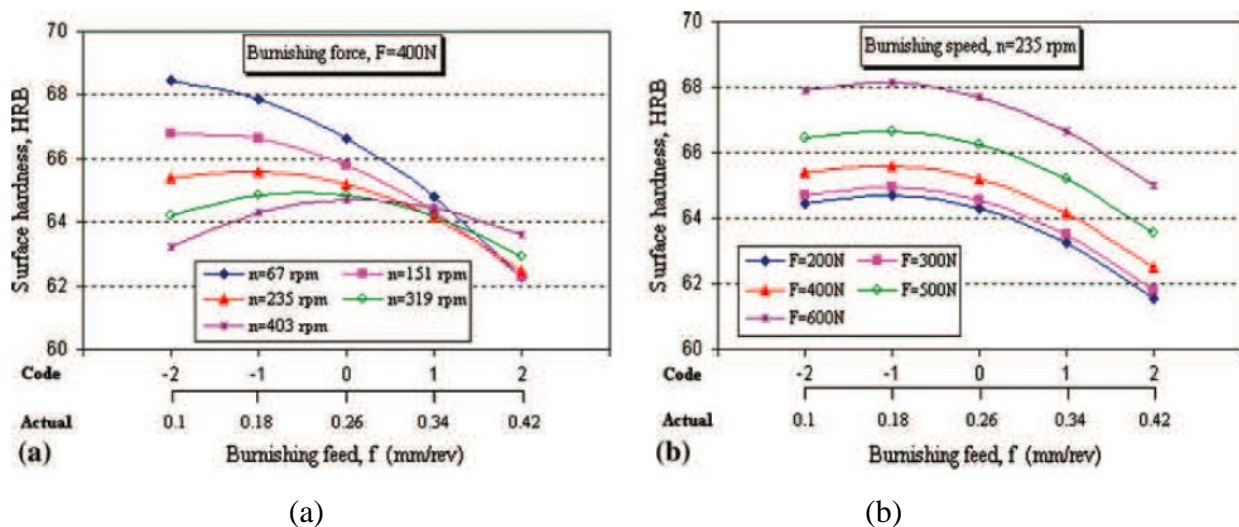 70
68
66
64
62
60
Surface hardness, HRB
Burnishing force, F=400N
n=67 rpm n=151 rpm
n=235 rpm n=319 rpm
n=403 rpm
Code -2 -1 0 1 2
Actual 0.1 0.18 0.26 0.34 0.42
(a) Burnishing feed, f (mm/rev)
(a)
70
68
66
64
62
60
Surface hardness, HRB
Burnishing speed, n=235 rpm
F=200N F=300N
F=400N F=500N
F=600N
Code -2 -1 0 1 2
Actual 0.1 0.18 0.26 0.34 0.42
(b) Burnishing feed, f (mm/rev)
(b)